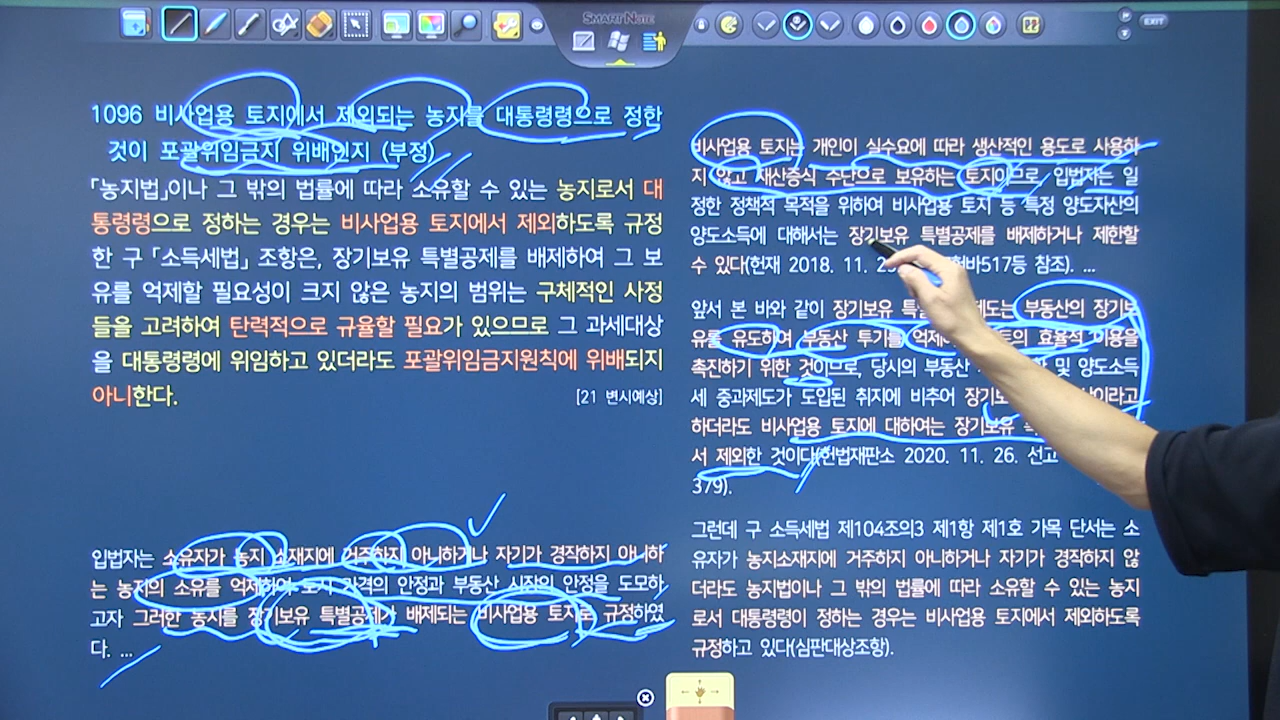 SMART NOTE
EXIT
1096 비사업용 토지에서 제외되는 농지를 대통령령으로 정한
것이 포괄위임금지 위배인지 (부정)
「농지법」이나 그 밖의 법률에 따라 소유할 수 있는 농지로서 대
통령령으로 정하는 경우는 비사업용 토지에서 제외하도록 규정
한 구 「소득세법」 조항은, 장기보유 특별공제를 배제하여 그 보
유를 억제할 필요성이 크지 않은 농지의 범위는 구체적인 사정
들을 고려하여 탄력적으로 규율할 필요가 있으므로 그 과세대상
을 대통령령에 위임하고 있더라도 포괄위임금지원칙에 위배되지
아니한다.
[21 변시예상]
입법자는 소유자가 농지 소재지에 거주하지 아니하거나 자기가 경작하지 아니하
는 농지의 소유를 억제하여 토지 가격의 안정과 부동산 시장의 안정을 도모하
고자 그러한 농지를 장기보유 특별공제가 배제되는 비사업용 토지로 규정하였
다. ...
비사업용 토지는 개인이 실수요에 따라 생산적인 용도로 사용하
지 않고 재산증식 수단으로 보유하는 토지이므로, 입법자는 일
정한 정책적 목적을 위하여 비사업용 토지 등 특정 양도자산의
양도소득에 대해서는 장기보유 특별공제를 배제하거나 제한할
수 있다(헌재 2018. 11. 헌바517등 참조). ...
앞서 본 바와 같이 장기보유 부동산의 장기보
유를 유도하여 부동산 투기를 효율적 이용을
촉진하기 위한 것이므로, 당시의 부동산 및 양도소득
세 중과제도가 도입된 취지에 비추어
하더라도 비사업용 토지에 대하여는 장기보유
서 제외한 것이다(헌법재판소 2020. 11. 26. 선고
379).
그런데 구 소득세법 제104조의3 제1항 제1호 가목 단서는 소
유자가 농지소재지에 거주하지 아니하거나 자기가 경작하지 않
더라도 농지법이나 그 밖의 법률에 따라 소유할 수 있는 농지
로서 대통령령이 정하는 경우는 비사업용 토지에서 제외하도록
규정하고 있다(심판대상조항).